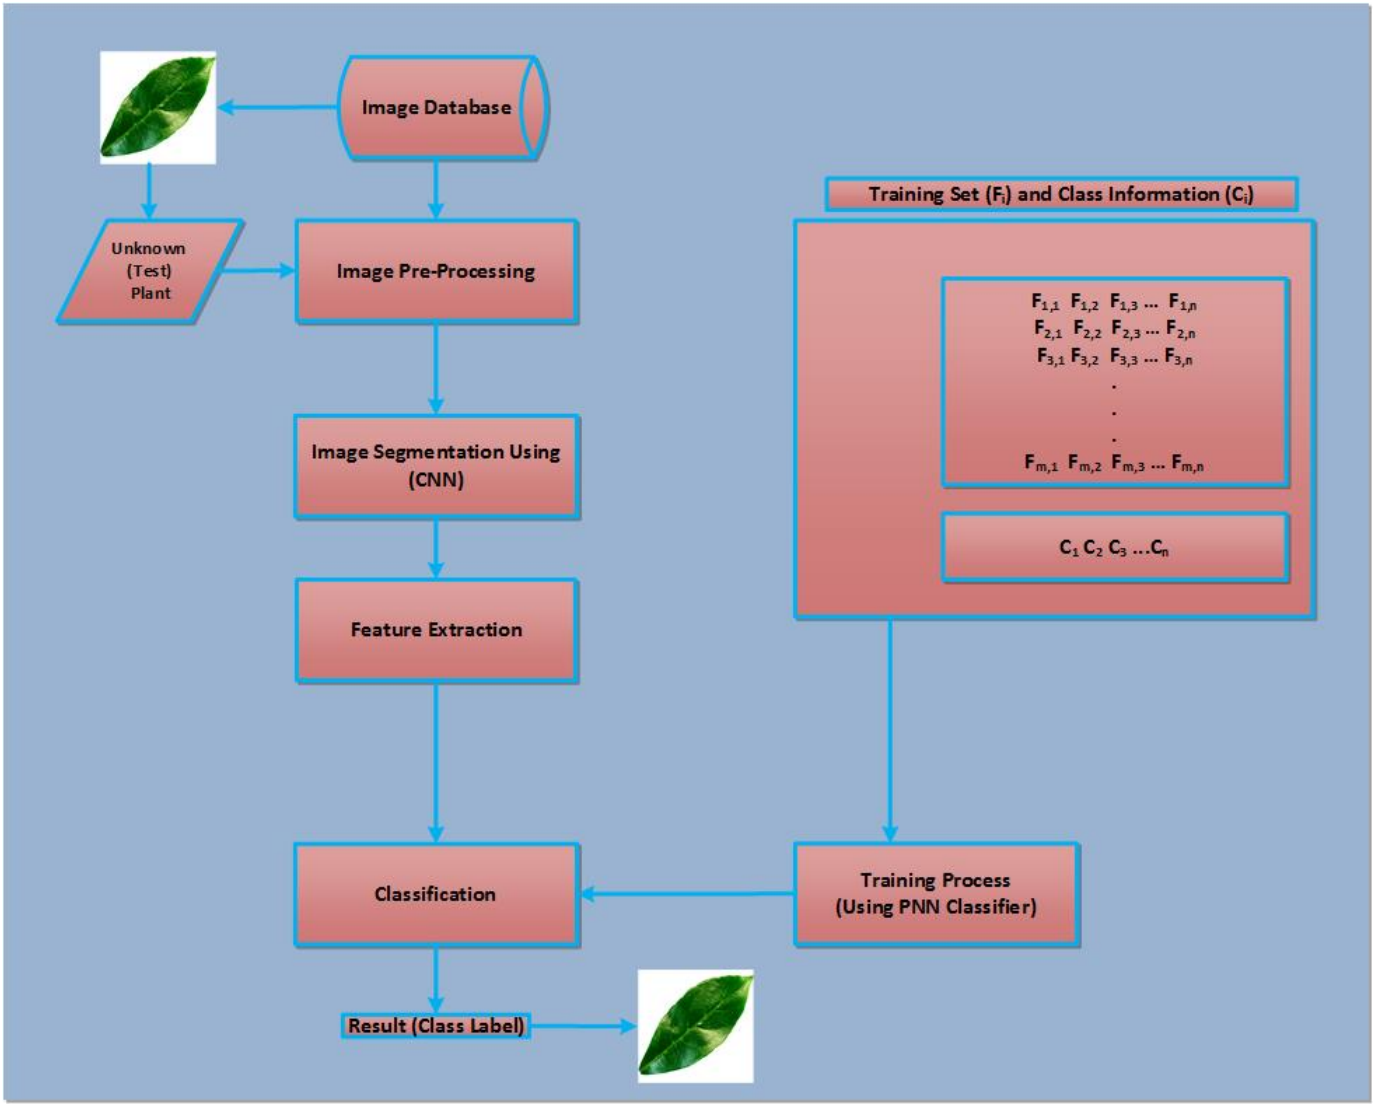 Image Database
Training Set (Fᵢ) and Class Information (Cᵢ)
Unknown
(Test)
Plant
Image Pre-Processing
F₁,₁ F₁,₂ F₁,₃ ... F₁,ₙ
F₂,₁ F₂,₂ F₂,₃ ... F₂,ₙ
F₃,₁ F₃,₂ F₃,₃ ... F₃,ₙ
.
.
.
Fₘ,₁ Fₘ,₂ Fₘ,₃ ... Fₘ,ₙ
Image Segmentation Using
(CNN)
C₁ C₂ C₃ ...Cₙ
Feature Extraction
Classification
Training Process
(Using PNN Classifier)
Result (Class Label)